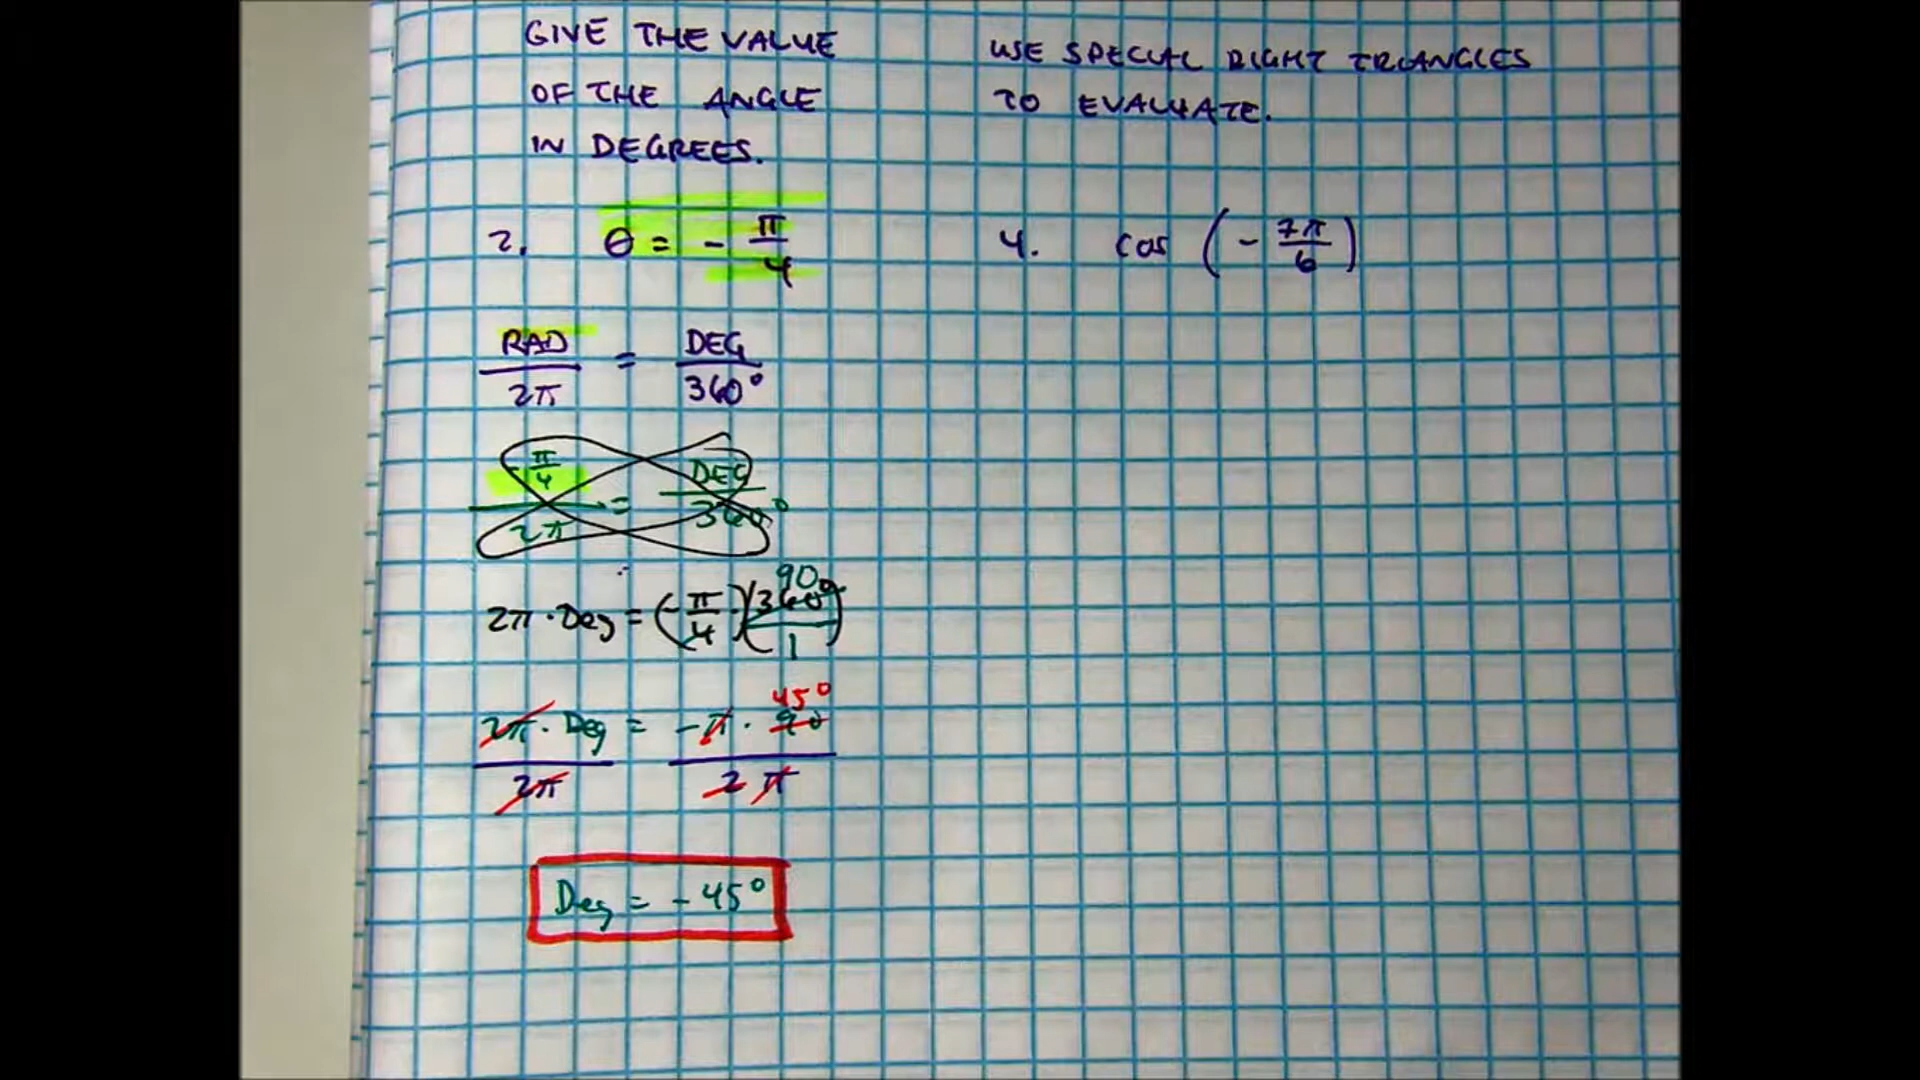 GIVE THE VALUE
OF THE ANGLE
IN DEGREES.
2. θ = - π/4
RAD/2π = DEG/360°
-π/4 / 2π = DEG/360°
2π · Deg = (-π/4)(360°/1) 90
2π · Deg / 2π = -π · 90 / 2π 45°
Deg = -45°
USE SPECIAL RIGHT TRIANGLES
TO EVALUATE.
4. cos (-7π/6)